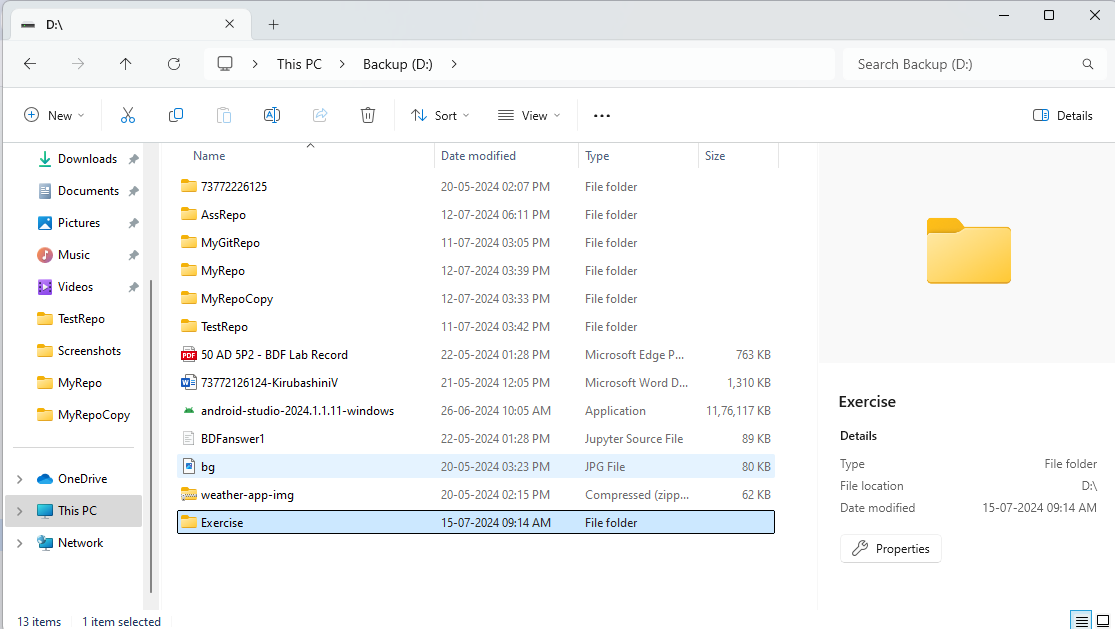 D:\
This PC
Backup (D:)
Search Backup (D:)
New
Sort
View
Details
Downloads
Documents
Pictures
Music
Videos
TestRepo
Screenshots
MyRepo
MyRepoCopy
OneDrive
This PC
Network
Name Date modified Type Size
73772226125 20-05-2024 02:07 PM File folder
AssRepo 12-07-2024 06:11 PM File folder
MyGitRepo 11-07-2024 03:05 PM File folder
MyRepo 12-07-2024 03:39 PM File folder
MyRepoCopy 12-07-2024 03:33 PM File folder
TestRepo 11-07-2024 03:42 PM File folder
PDF 50 AD 5P2 - BDF Lab Record 22-05-2024 01:28 PM Microsoft Edge P... 763 KB
73772126124-KirubashiniV 21-05-2024 12:05 PM Microsoft Word D... 1,310 KB
android-studio-2024.1.1.11-windows 26-06-2024 10:05 AM Application 11,76,117 KB
BDFanswer1 22-05-2024 01:28 PM Jupyter Source File 89 KB
bg 20-05-2024 03:23 PM JPG File 80 KB
weather-app-img 20-05-2024 02:15 PM Compressed (zipp... 62 KB
Exercise 15-07-2024 09:14 AM File folder
Exercise
Details
Type File folder
File location D:\
Date modified 15-07-2024 09:14 AM
Properties
13 items 1 item selected